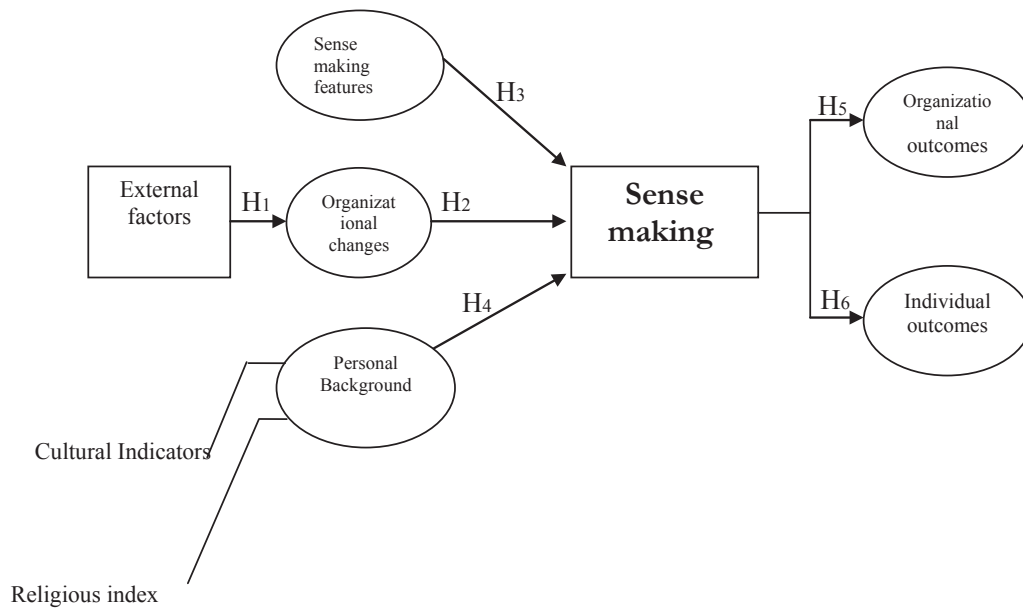 Sense
making
features
H3
External
factors
H1
Organizat
ional
changes
H2
Sense
making
H5
Organizatio
nal
outcomes
H4
H6
Individual
outcomes
Personal
Background
Cultural Indicators
Religious index